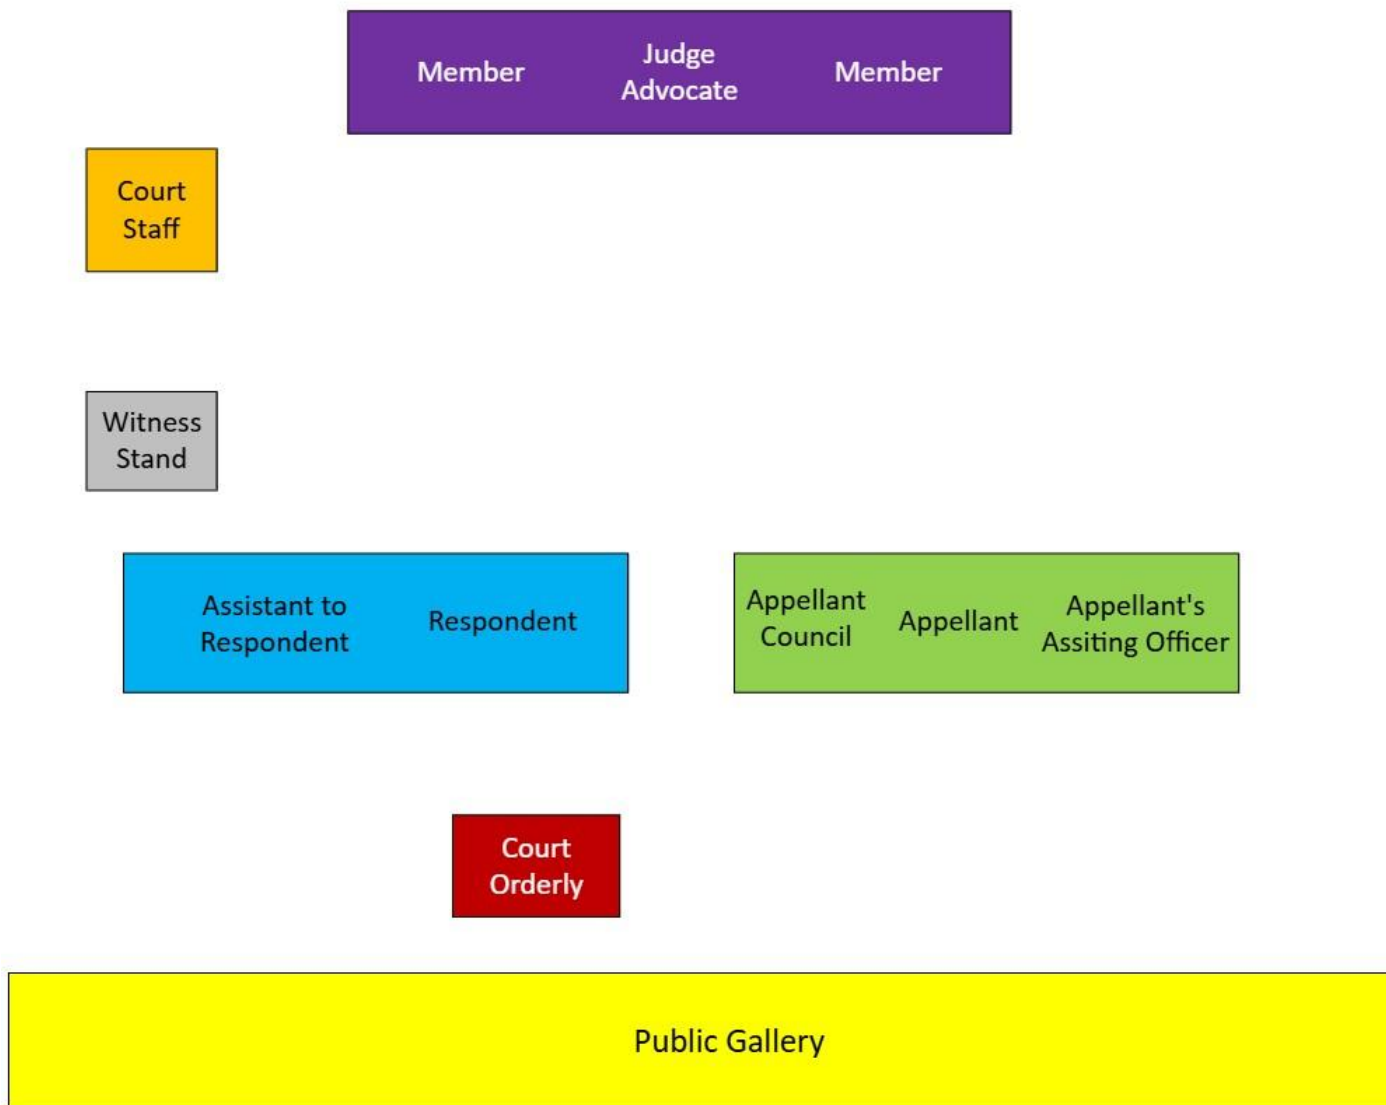 Member
Judge
Advocate
Member
Court
Staff
Witness
Stand
Assistant to
Respondent
Respondent
Appellant
Council
Appellant
Appellant's
Assiting Officer
Court
Orderly
Public Gallery